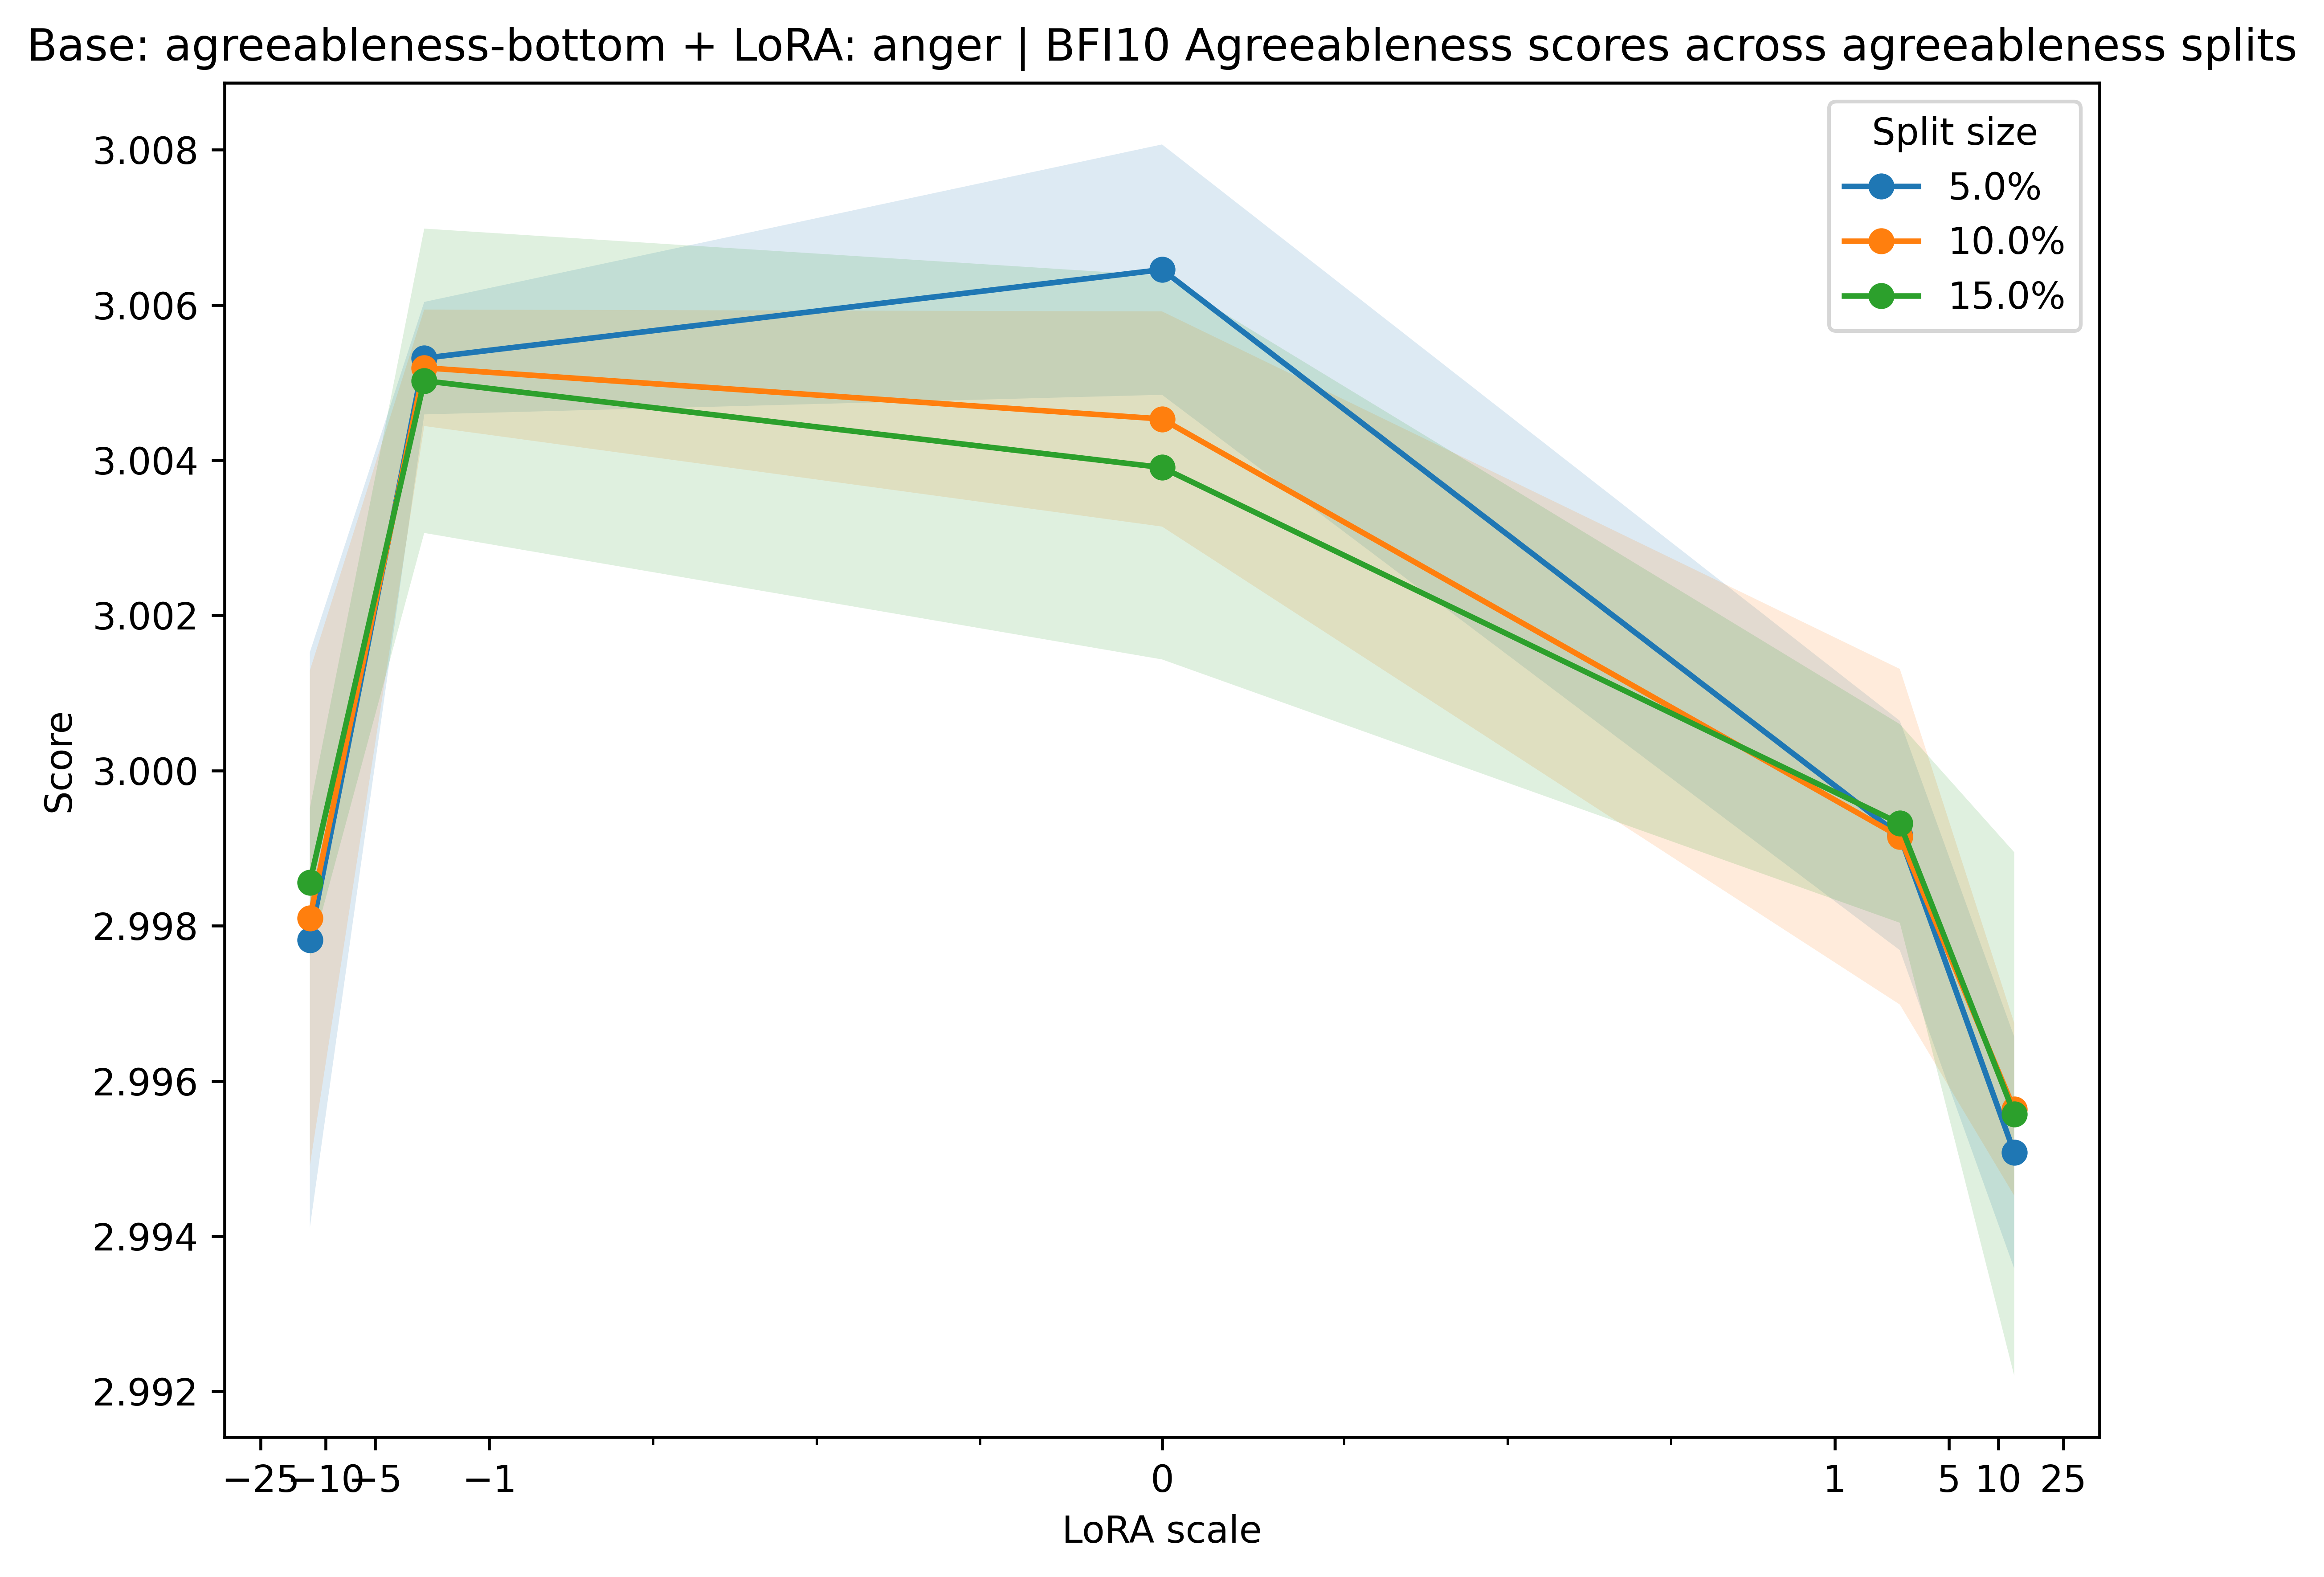 Base: agreeableness-bottom + LoRA: anger | BFI10 Agreeableness scores across agreeableness splits
Split size
5.0%
10.0%
15.0%
3.008
3.006
3.004
3.002
3.000
2.998
2.996
2.994
2.992
Score
−25 −10 −5 −1 0 1 5 10 25
LoRA scale